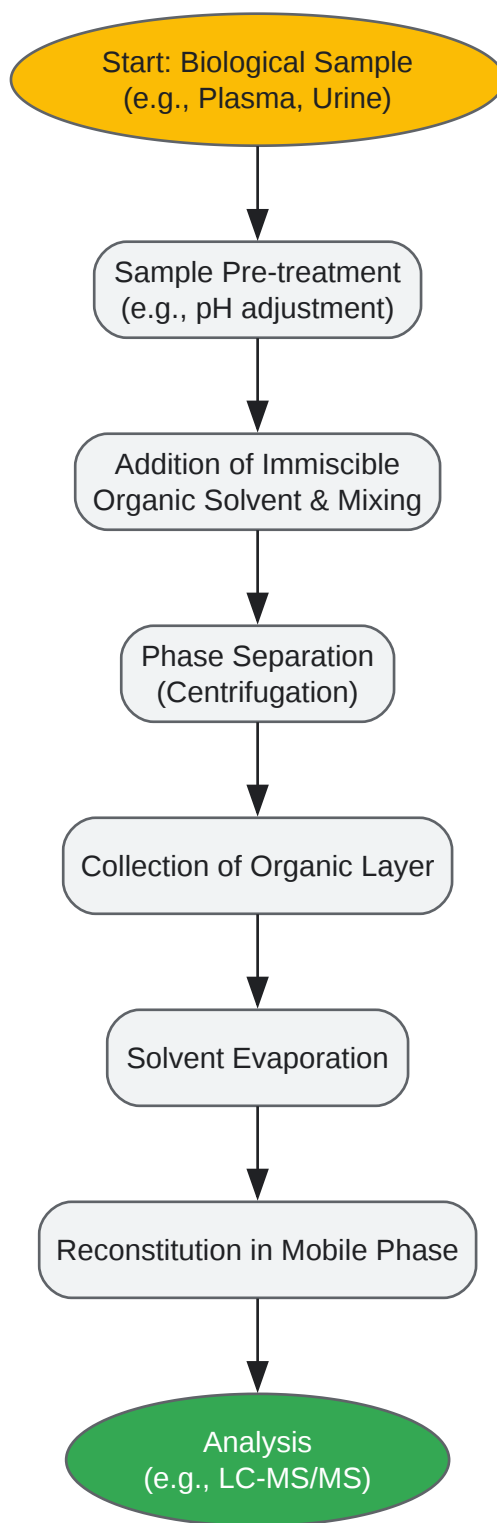 Start: Biological Sample
(e.g., Plasma, Urine)
Sample Pre-treatment
(e.g., pH adjustment)
Addition of Immiscible
Organic Solvent & Mixing
Phase Separation
(Centrifugation)
Collection of Organic Layer
Solvent Evaporation
Reconstitution in Mobile Phase
Analysis
(e.g., LC-MS/MS)